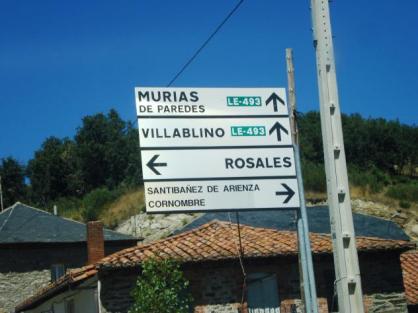 MURIAS
DE PAREDES LE-493
VILLABLINO LE-493
ROSALES
SANTIBAÑEZ DE ARIENZA
CORNOMBRE